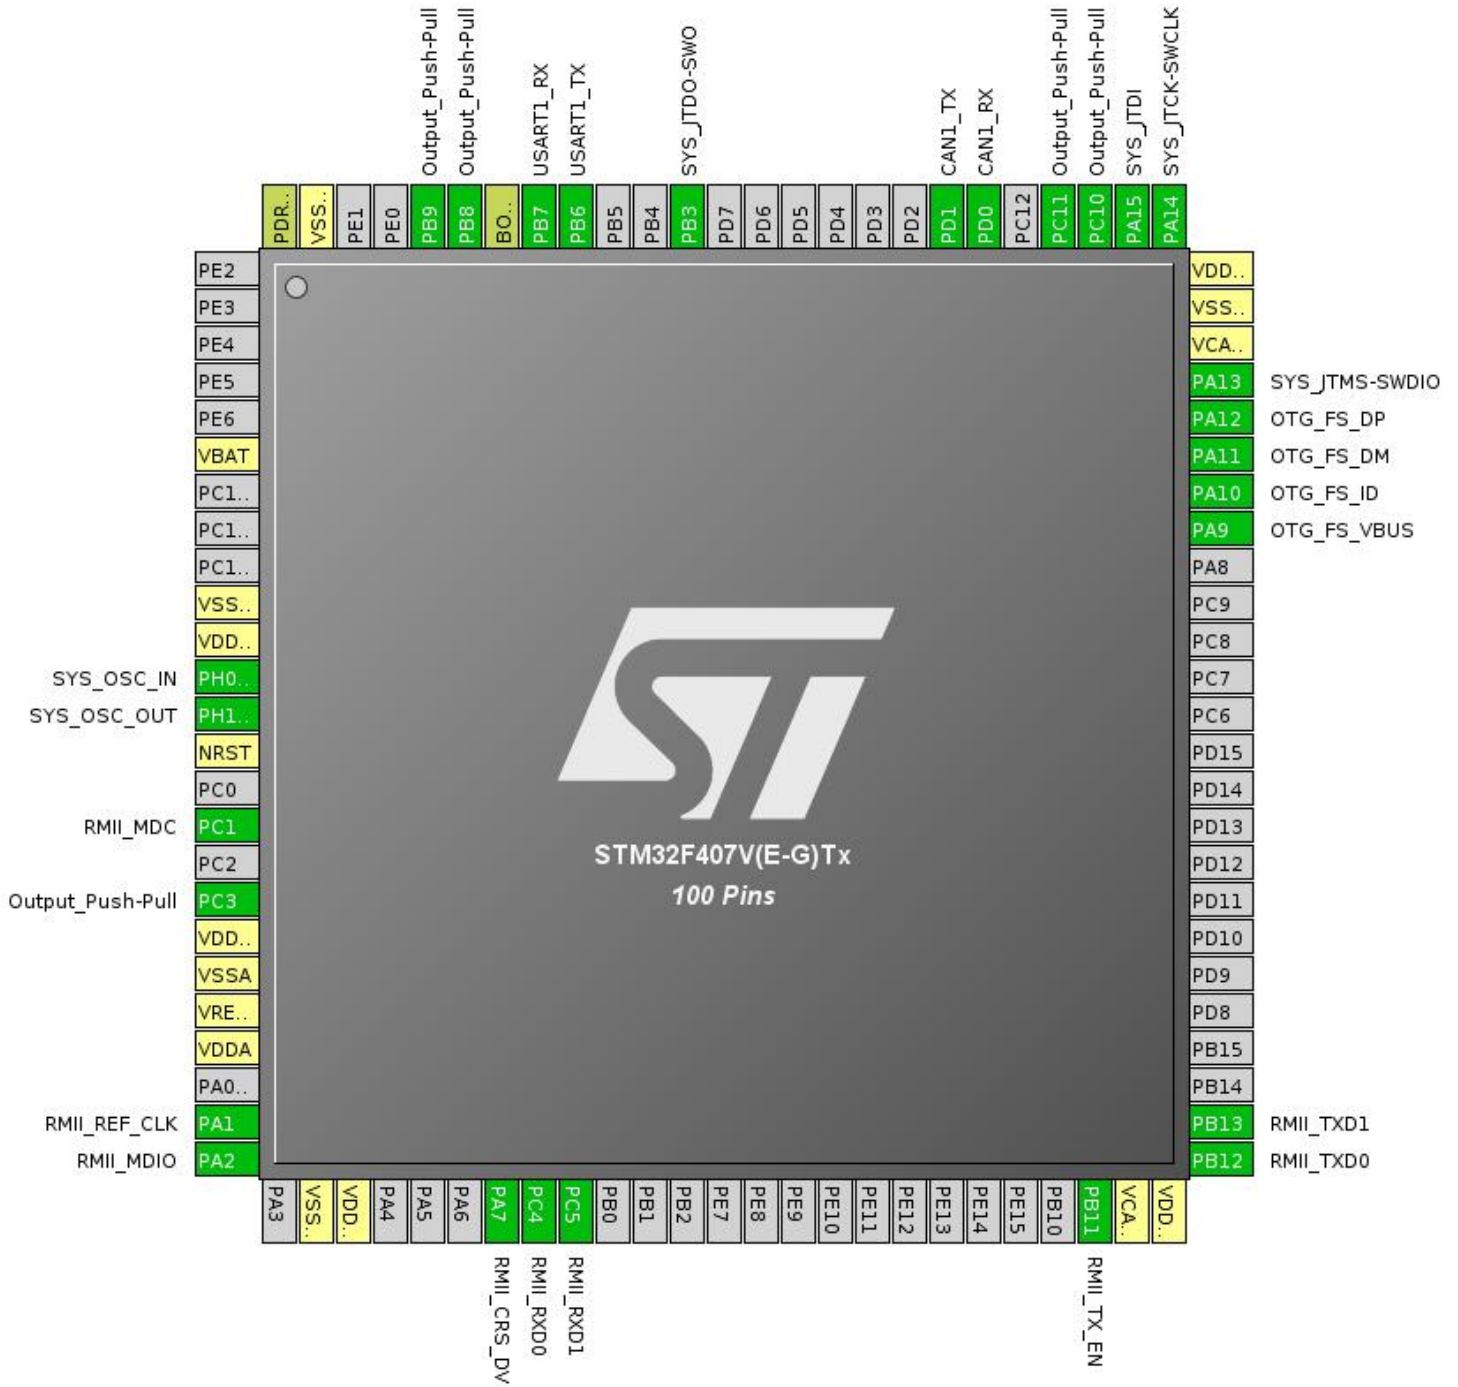 Output_Push-Pull
Output_Push-Pull
USART1_RX
USART1_TX
SYS_JTDO-SWO
CAN1_TX
CAN1_RX
Output_Push-Pull
Output_Push-Pull
SYS_JTDI
SYS_JTCK-SWCLK
PDR..
VSS..
PE1
PE0
PB9
PB8
BO..
PB7
PB6
PB5
PB4
PB3
PD7
PD6
PD5
PD4
PD3
PD2
PD1
PD0
PC12
PC11
PC10
PA15
PA14
PE2
PE3
PE4
PE5
PE6
VBAT
PC1..
PC1..
PC1..
VSS..
VDD..
SYS_OSC_IN PH0..
SYS_OSC_OUT PH1..
NRST
PC0
RMII_MDC PC1
PC2
Output_Push-Pull PC3
VDD..
VSSA
VRE..
VDDA
PA0..
RMII_REF_CLK PA1
RMII_MDIO PA2
ST
STM32F407V(E-G)Tx
100 Pins
VDD..
VSS..
VCA..
PA13 SYS_JTMS-SWDIO
PA12 OTG_FS_DP
PA11 OTG_FS_DM
PA10 OTG_FS_ID
PA9 OTG_FS_VBUS
PA8
PC9
PC8
PC7
PC6
PD15
PD14
PD13
PD12
PD11
PD10
PD9
PD8
PB15
PB14
PB13 RMII_TXD1
PB12 RMII_TXD0
PA3
VSS..
VDD..
PA4
PA5
PA6
PA7
PC4
PC5
PB0
PB1
PB2
PE7
PE8
PE9
PE10
PE11
PE12
PE13
PE14
PE15
PB10
PB11
VCA..
VDD..
RMII_CRS_DV
RMII_RXD0
RMII_RXD1
RMII_TX_EN